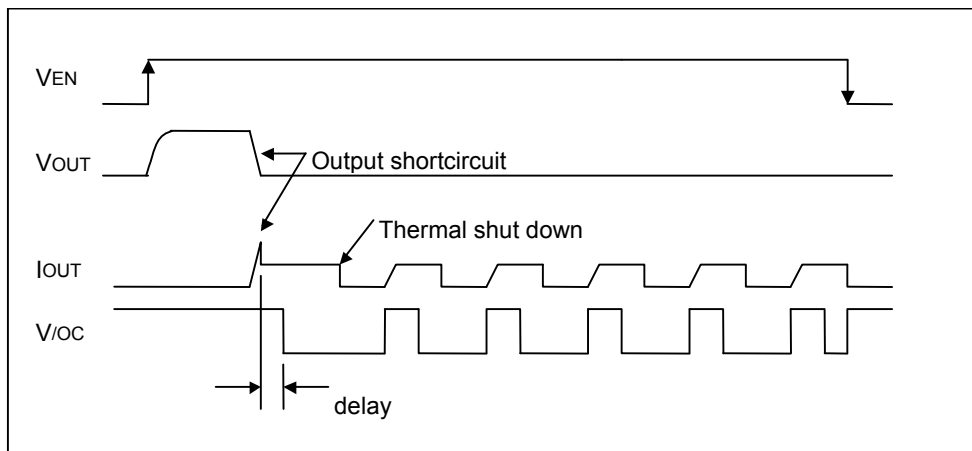 VEN
VOUT
Output shortcircuit
Thermal shut down
IOUT
V/OC
delay